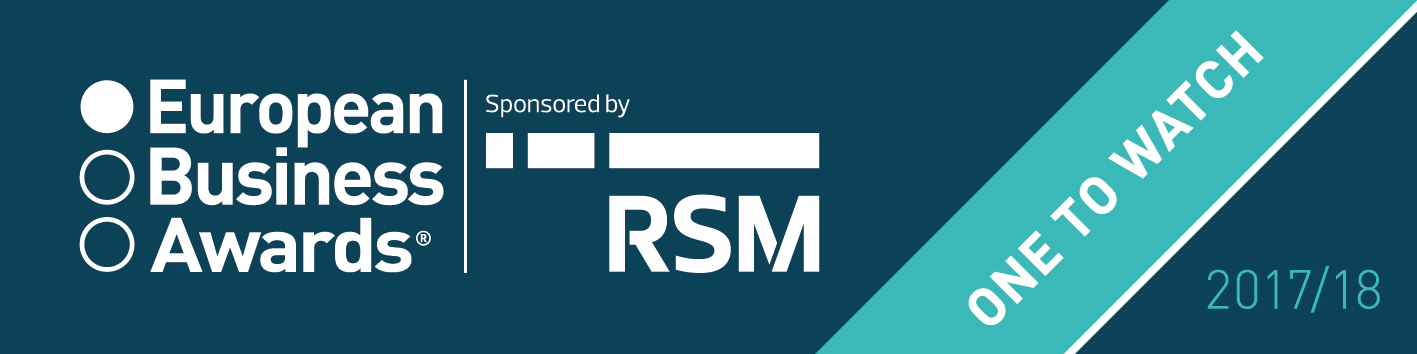 European
Business
Awards®
Sponsored by
RSM
ONE TO WATCH
2017/18